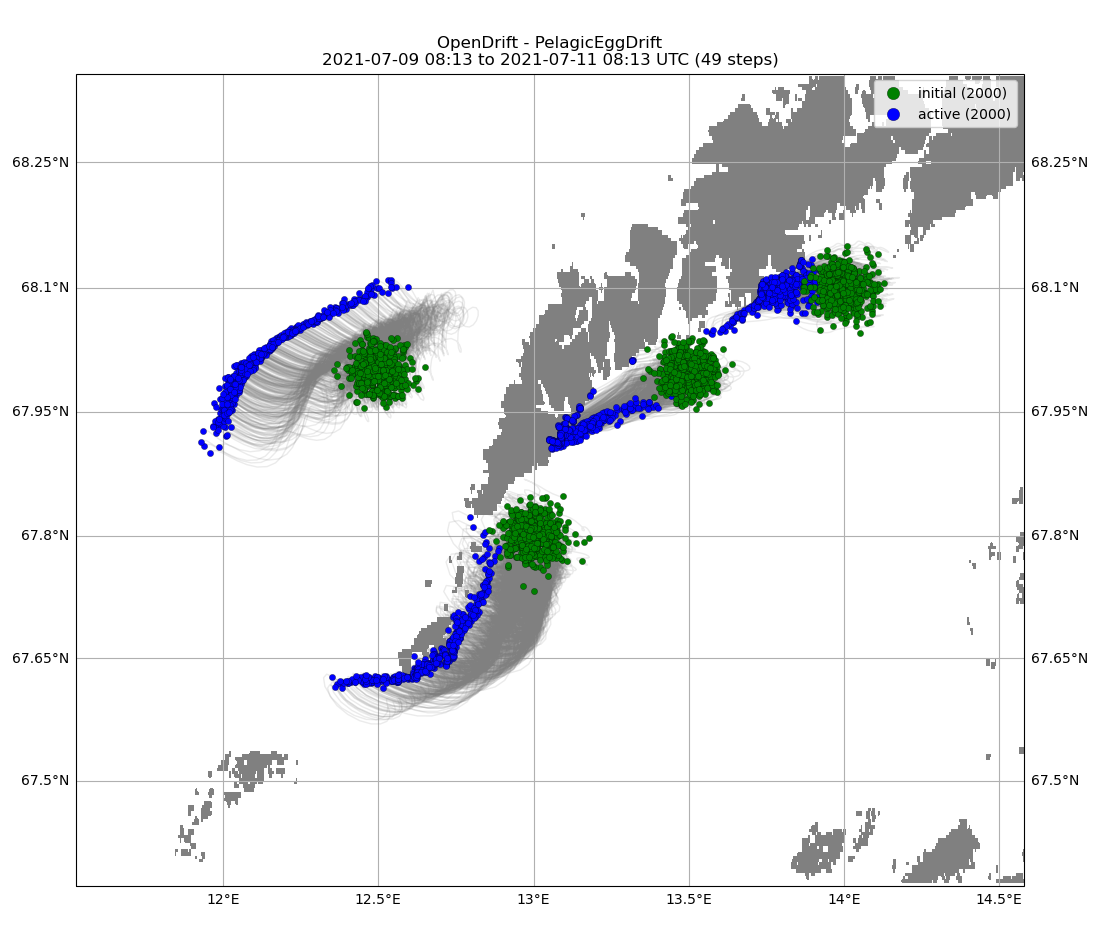 OpenDrift - PelagicEggDrift
2021-07-09 08:13 to 2021-07-11 08:13 UTC (49 steps)
initial (2000)
active (2000)
68.25°N 68.25°N
68.1°N 68.1°N
67.95°N 67.95°N
67.8°N 67.8°N
67.65°N 67.65°N
67.5°N 67.5°N
12°E 12.5°E 13°E 13.5°E 14°E 14.5°E